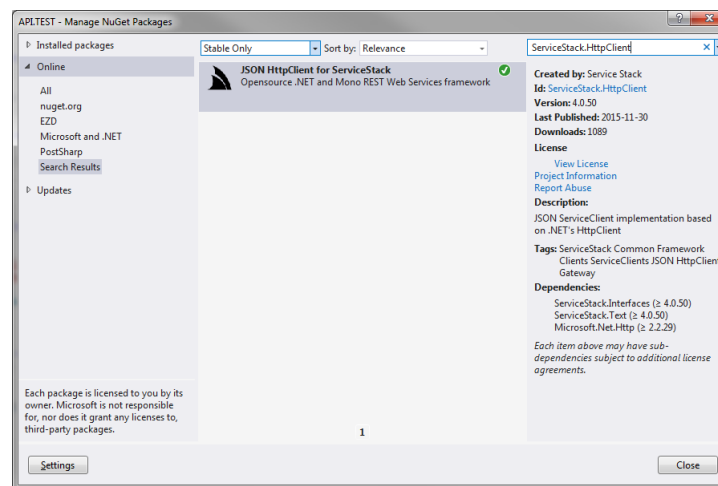 API.TEST - Manage NuGet Packages
Installed packages
Online
All
nuget.org
EZD
Microsoft and .NET
PostSharp
Search Results
Updates
Each package is licensed to you by its
owner. Microsoft is not responsible
for, nor does it grant any licenses to,
third-party packages.
Stable Only
Sort by: Relevance
JSON HttpClient for ServiceStack
Opensource .NET and Mono REST Web Services framework
1
ServiceStack.HttpClient
Created by: Service Stack
Id: ServiceStack.HttpClient
Version: 4.0.50
Last Published: 2015-11-30
Downloads: 1089
License
View License
Project Information
Report Abuse
Description:
JSON ServiceClient implementation based
on .NET's HttpClient
Tags: ServiceStack Common Framework
Clients ServiceClients JSON HttpClient
Gateway
Dependencies:
ServiceStack.Interfaces (≥ 4.0.50)
ServiceStack.Text (≥ 4.0.50)
Microsoft.Net.Http (≥ 2.2.29)
Each item above may have sub-
dependencies subject to additional license
agreements.
Settings
Close